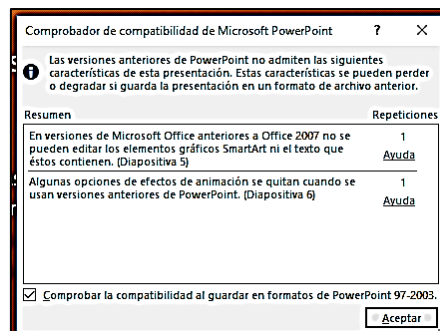 Comprobador de compatibilidad de Microsoft PowerPoint ? ×
Las versiones anteriores de PowerPoint no admiten las siguientes
características de esta presentación. Estas características se pueden perder
o degradar si guarda la presentación en un formato de archivo anterior.
Resumen Repeticiones
En versiones de Microsoft Office anteriores a Office 2007 no se 1
pueden editar los elementos gráficos SmartArt ni el texto que Ayuda
éstos contienen. (Diapositiva 5)
Algunas opciones de efectos de animación se quitan cuando se 1
usan versiones anteriores de PowerPoint. (Diapositiva 6) Ayuda
Comprobar la compatibilidad al guardar en formatos de PowerPoint 97-2003.
Aceptar